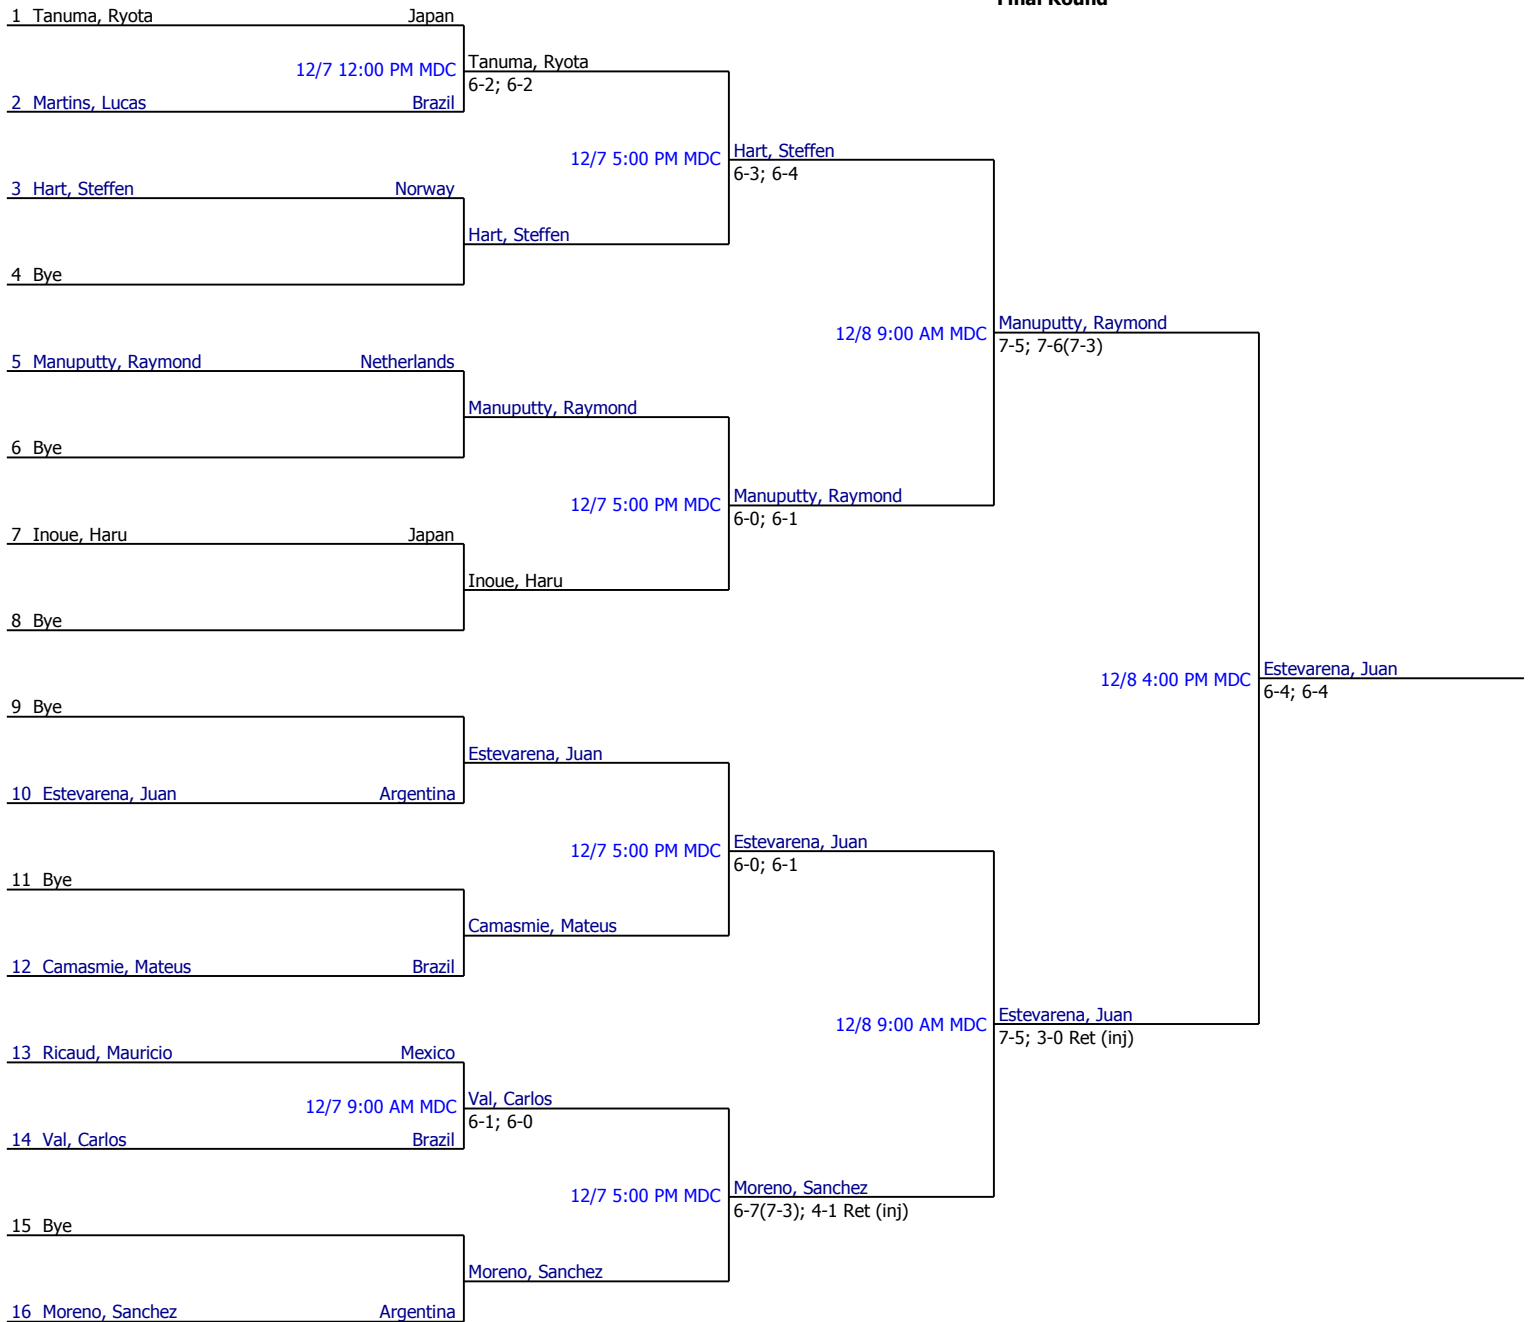 Final Round
1 Tanuma, Ryota Japan
12/7 12:00 PM MDC Tanuma, Ryota
6-2; 6-2
2 Martins, Lucas Brazil
12/7 5:00 PM MDC Hart, Steffen
6-3; 6-4
3 Hart, Steffen Norway
Hart, Steffen
4 Bye
12/8 9:00 AM MDC Manuputty, Raymond
7-5; 7-6(7-3)
5 Manuputty, Raymond Netherlands
Manuputty, Raymond
6 Bye
12/7 5:00 PM MDC Manuputty, Raymond
6-0; 6-1
7 Inoue, Haru Japan
Inoue, Haru
8 Bye
12/8 4:00 PM MDC Estevarena, Juan
6-4; 6-4
9 Bye
Estevarena, Juan
10 Estevarena, Juan Argentina
12/7 5:00 PM MDC Estevarena, Juan
6-0; 6-1
11 Bye
Camasmie, Mateus
12 Camasmie, Mateus Brazil
12/8 9:00 AM MDC Estevarena, Juan
7-5; 3-0 Ret (inj)
13 Ricaud, Mauricio Mexico
12/7 9:00 AM MDC Val, Carlos
6-1; 6-0
14 Val, Carlos Brazil
12/7 5:00 PM MDC Moreno, Sanchez
6-7(7-3); 4-1 Ret (inj)
15 Bye
Moreno, Sanchez
16 Moreno, Sanchez Argentina